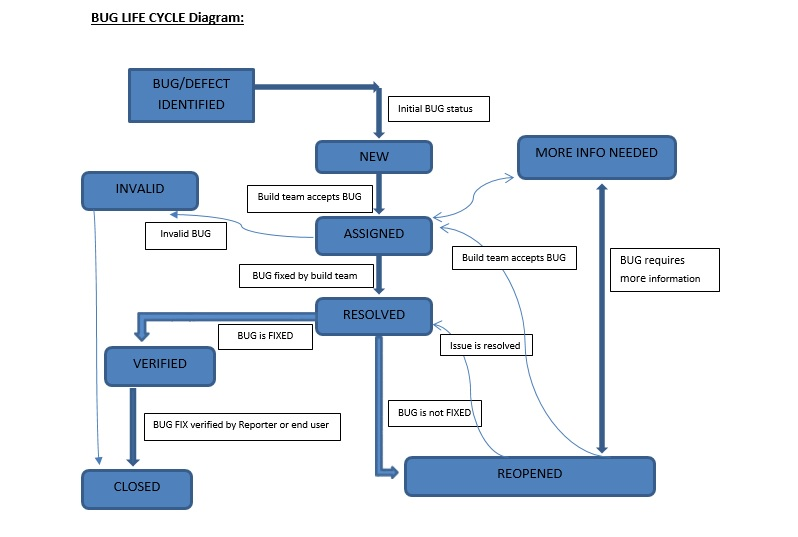 BUG LIFE CYCLE Diagram:
BUG/DEFECT
IDENTIFIED
Initial BUG status
NEW
MORE INFO NEEDED
INVALID
Build team accepts BUG
Invalid BUG
ASSIGNED
Build team accepts BUG
BUG requires
more information
BUG fixed by build team
RESOLVED
BUG is FIXED
Issue is resolved
VERIFIED
BUG FIX verified by Reporter or end user
BUG is not FIXED
CLOSED
REOPENED